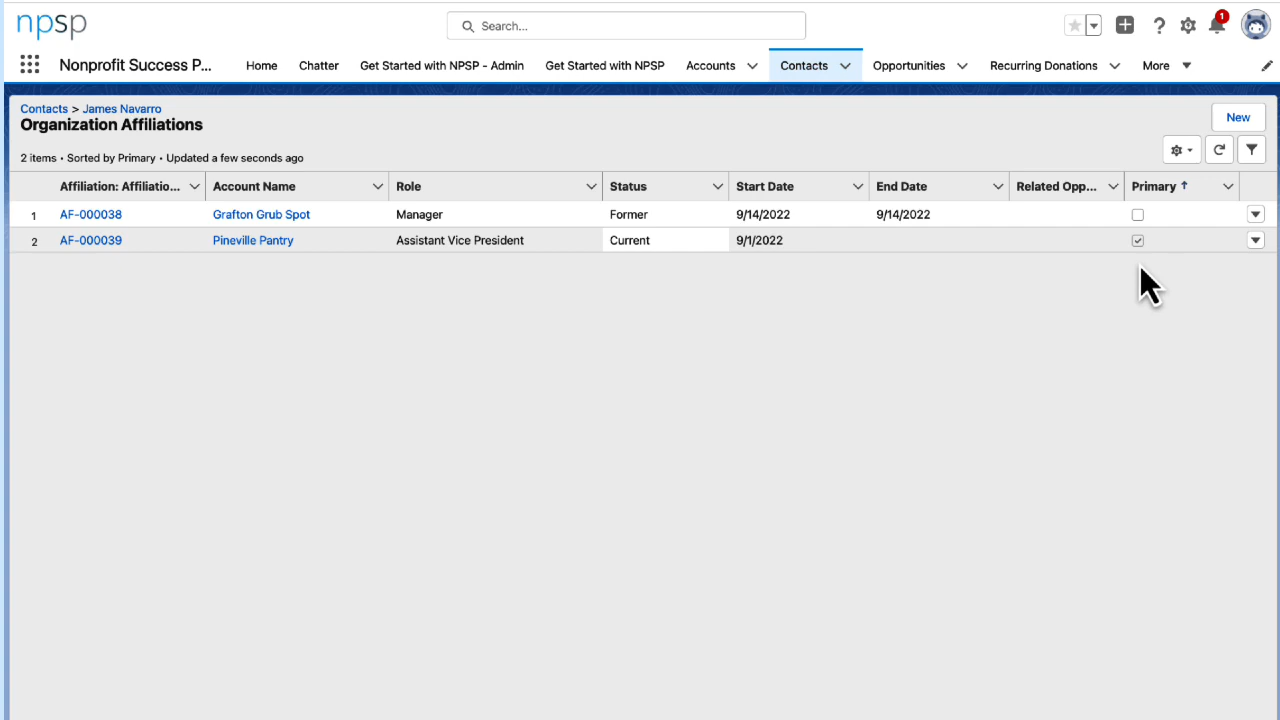 npsp
Search...
1
Nonprofit Success P... Home Chatter Get Started with NPSP - Admin Get Started with NPSP Accounts Contacts Opportunities Recurring Donations More
Contacts > James Navarro
Organization Affiliations
New
2 items • Sorted by Primary • Updated a few seconds ago
Affiliation: Affiliatio... Account Name Role Status Start Date End Date Related Opp... Primary
1 AF-000038 Grafton Grub Spot Manager Former 9/14/2022 9/14/2022
2 AF-000039 Pineville Pantry Assistant Vice President Current 9/1/2022